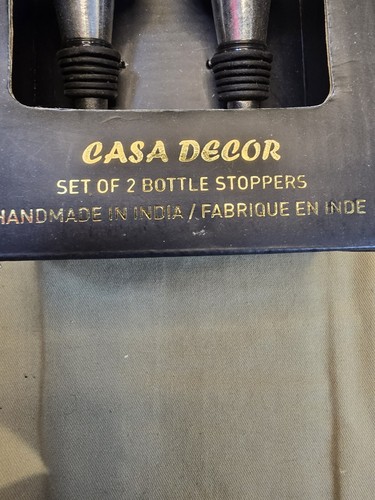 CASA DECOR
SET OF 2 BOTTLE STOPPERS
HANDMADE IN INDIA / FABRIQUE EN INDE